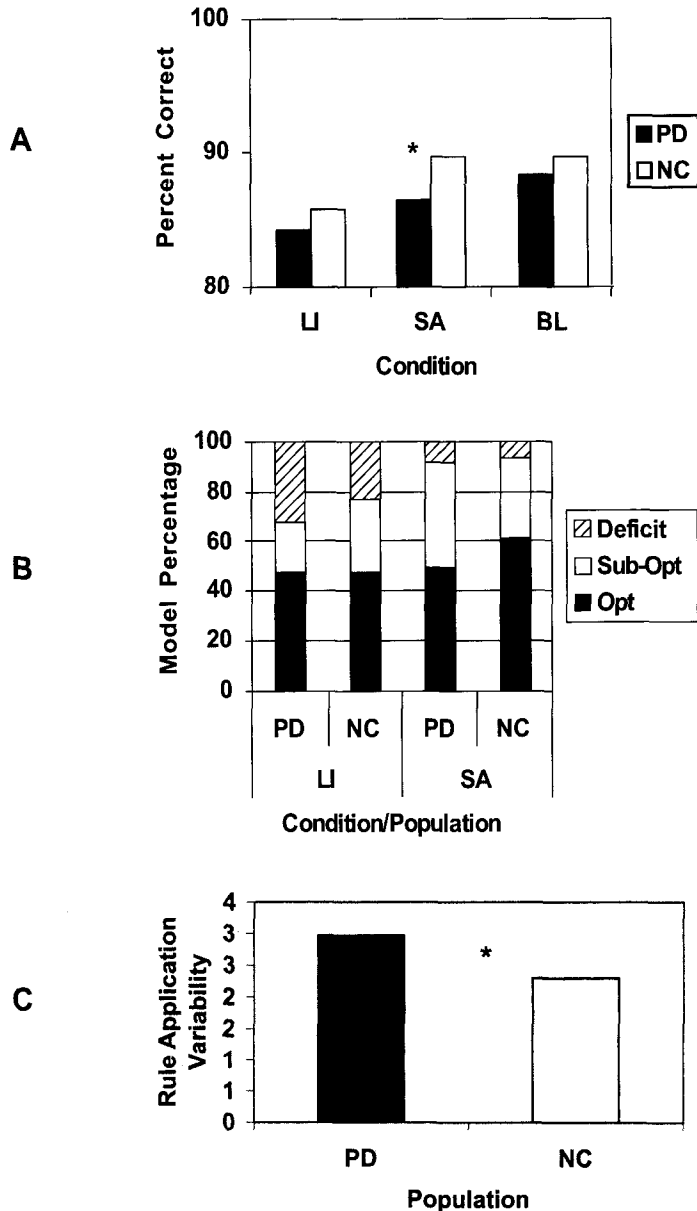 A
Percent Correct
100
90
80
*
PD
NC
LI SA BL
Condition
B
Model Percentage
100
80
60
40
20
0
Deficit
Sub-Opt
Opt
PD NC PD NC
LI SA
Condition/Population
C
Rule Application
Variability
4
3
3
2
2
1
1
0
*
PD NC
Population